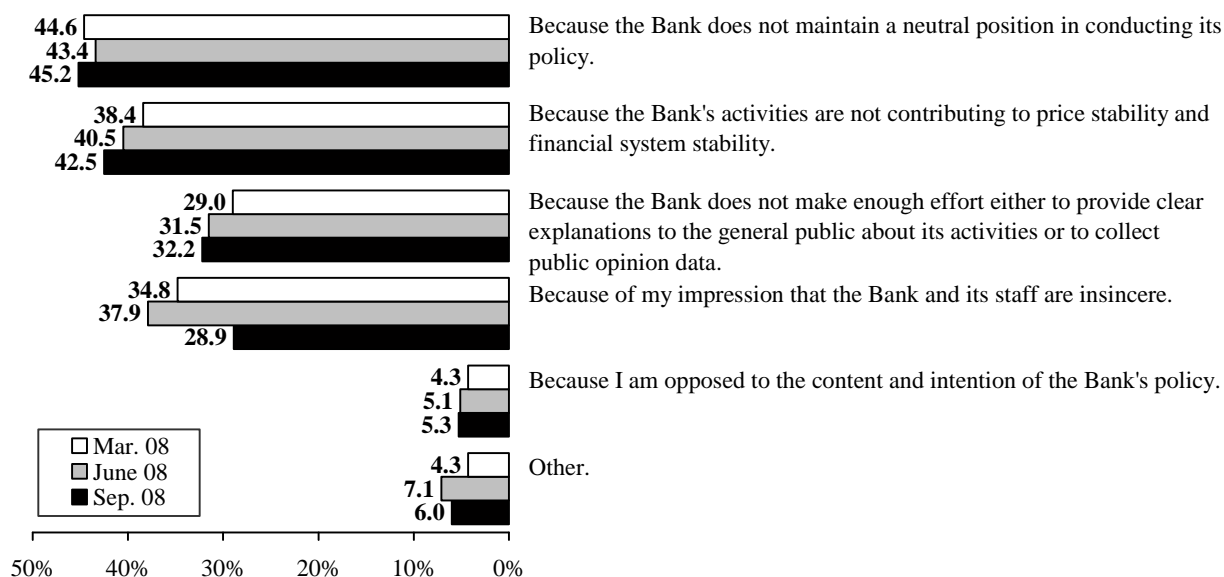 44.6
43.4
45.2
Because the Bank does not maintain a neutral position in conducting its
policy.
38.4
40.5
42.5
Because the Bank's activities are not contributing to price stability and
financial system stability.
29.0
31.5
32.2
Because the Bank does not make enough effort either to provide clear
explanations to the general public about its activities or to collect
public opinion data.
34.8
37.9
28.9
Because of my impression that the Bank and its staff are insincere.
4.3
5.1
5.3
Because I am opposed to the content and intention of the Bank's policy.
4.3
7.1
6.0
Other.
Mar. 08
June 08
Sep. 08
50% 40% 30% 20% 10% 0%